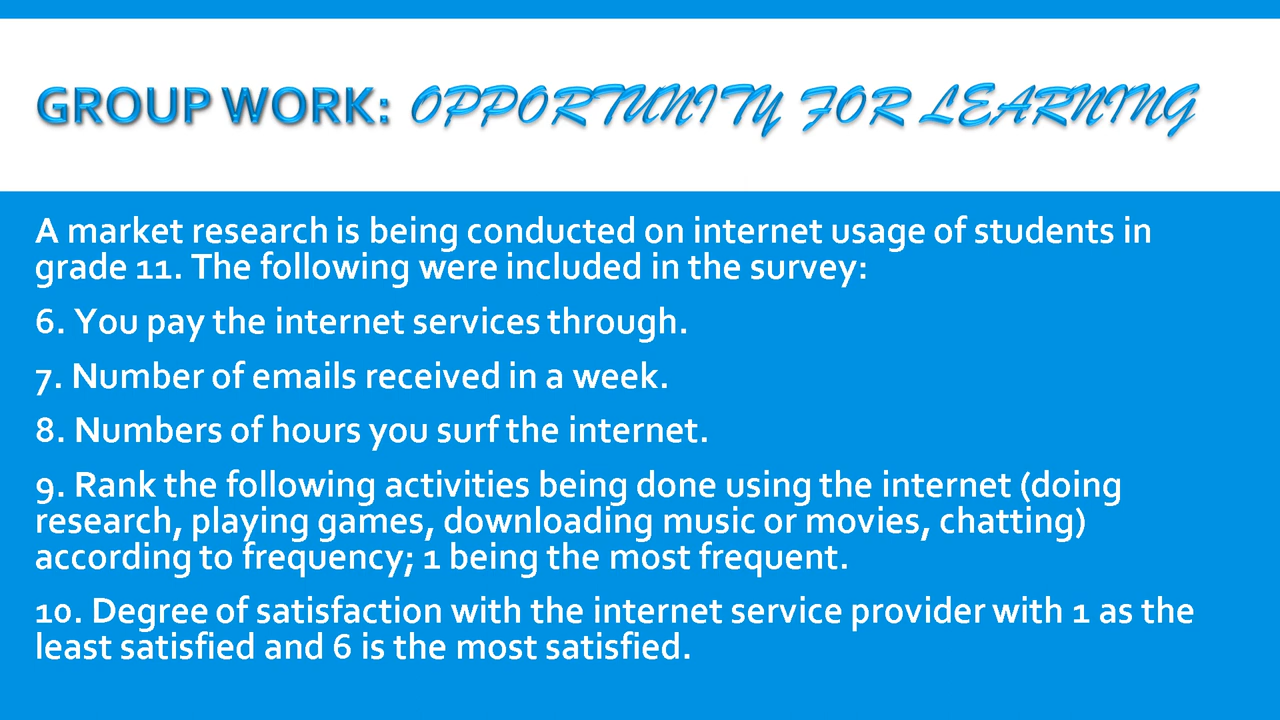 GROUP WORK: OPPORTUNITY FOR LEARNING
A market research is being conducted on internet usage of students in
grade 11. The following were included in the survey:
6. You pay the internet services through.
7. Number of emails received in a week.
8. Numbers of hours you surf the internet.
9. Rank the following activities being done using the internet (doing
research, playing games, downloading music or movies, chatting)
according to frequency; 1 being the most frequent.
10. Degree of satisfaction with the internet service provider with 1 as the
least satisfied and 6 is the most satisfied.